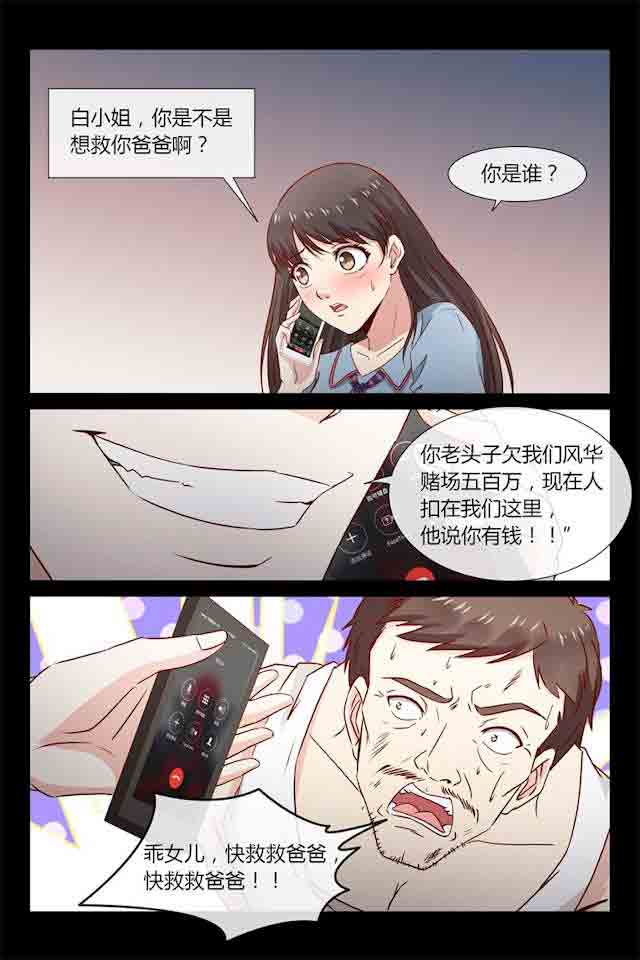 白小姐，你是不是
想救你爸爸啊？
你是谁？
你老头子欠我们风华
赌场五百万，现在人
扣在我们这里，
他说你有钱！！”
乖女儿，快救救爸爸，
快救救爸爸！！